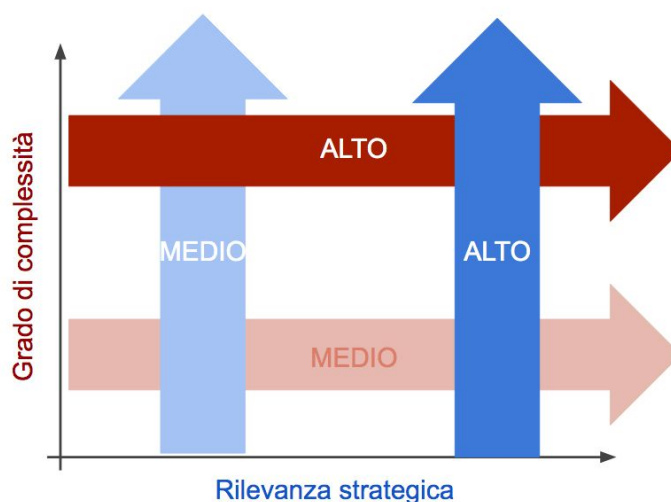 Grado di complessità
ALTO
MEDIO
ALTO
MEDIO
Rilevanza strategica